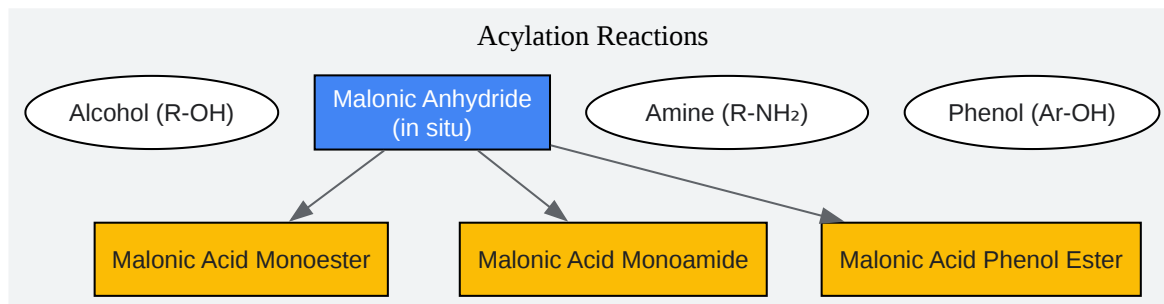 Acylation Reactions
Alcohol (R-OH)
Malonic Anhydride
(in situ)
Amine (R-NH₂)
Phenol (Ar-OH)
Malonic Acid Monoester
Malonic Acid Monoamide
Malonic Acid Phenol Ester